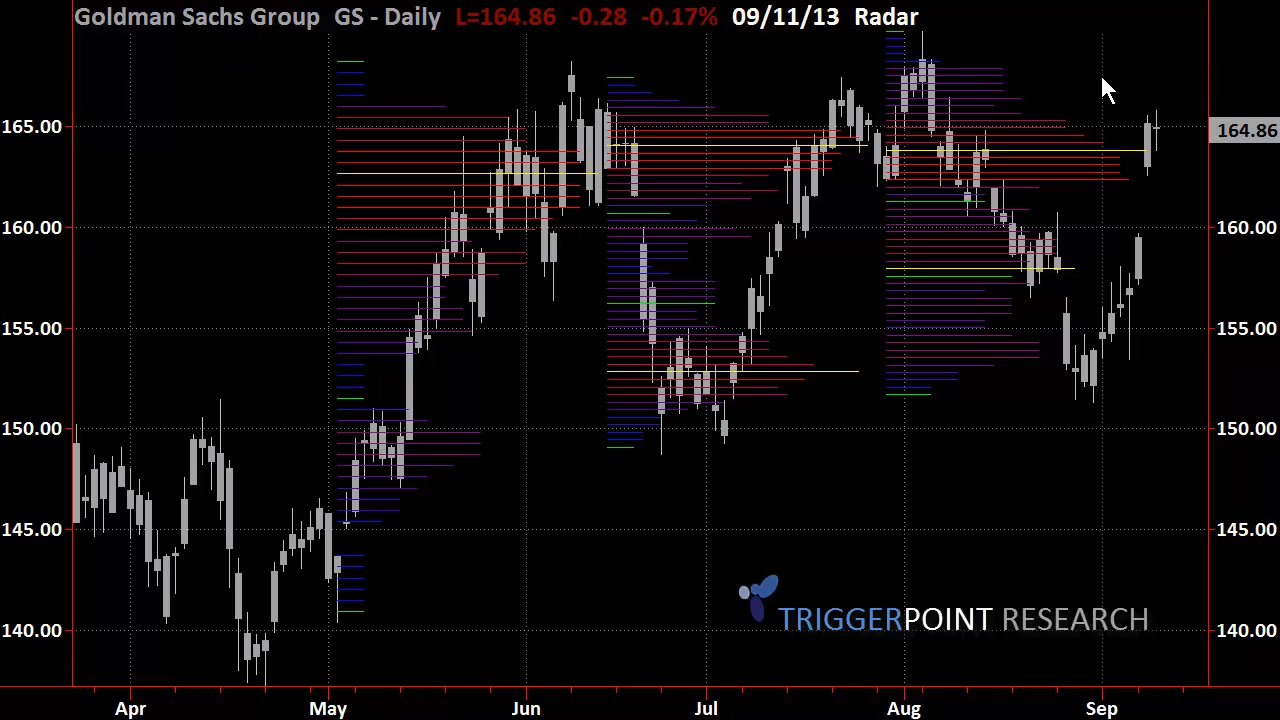 Goldman Sachs Group GS - Daily L=164.86 -0.28 -0.17% 09/11/13 Radar
165.00 165.00
164.86
160.00 160.00
155.00 155.00
150.00 150.00
145.00 145.00
140.00 140.00
TRIGGERPOINT RESEARCH
Apr May Jun Jul Aug Sep